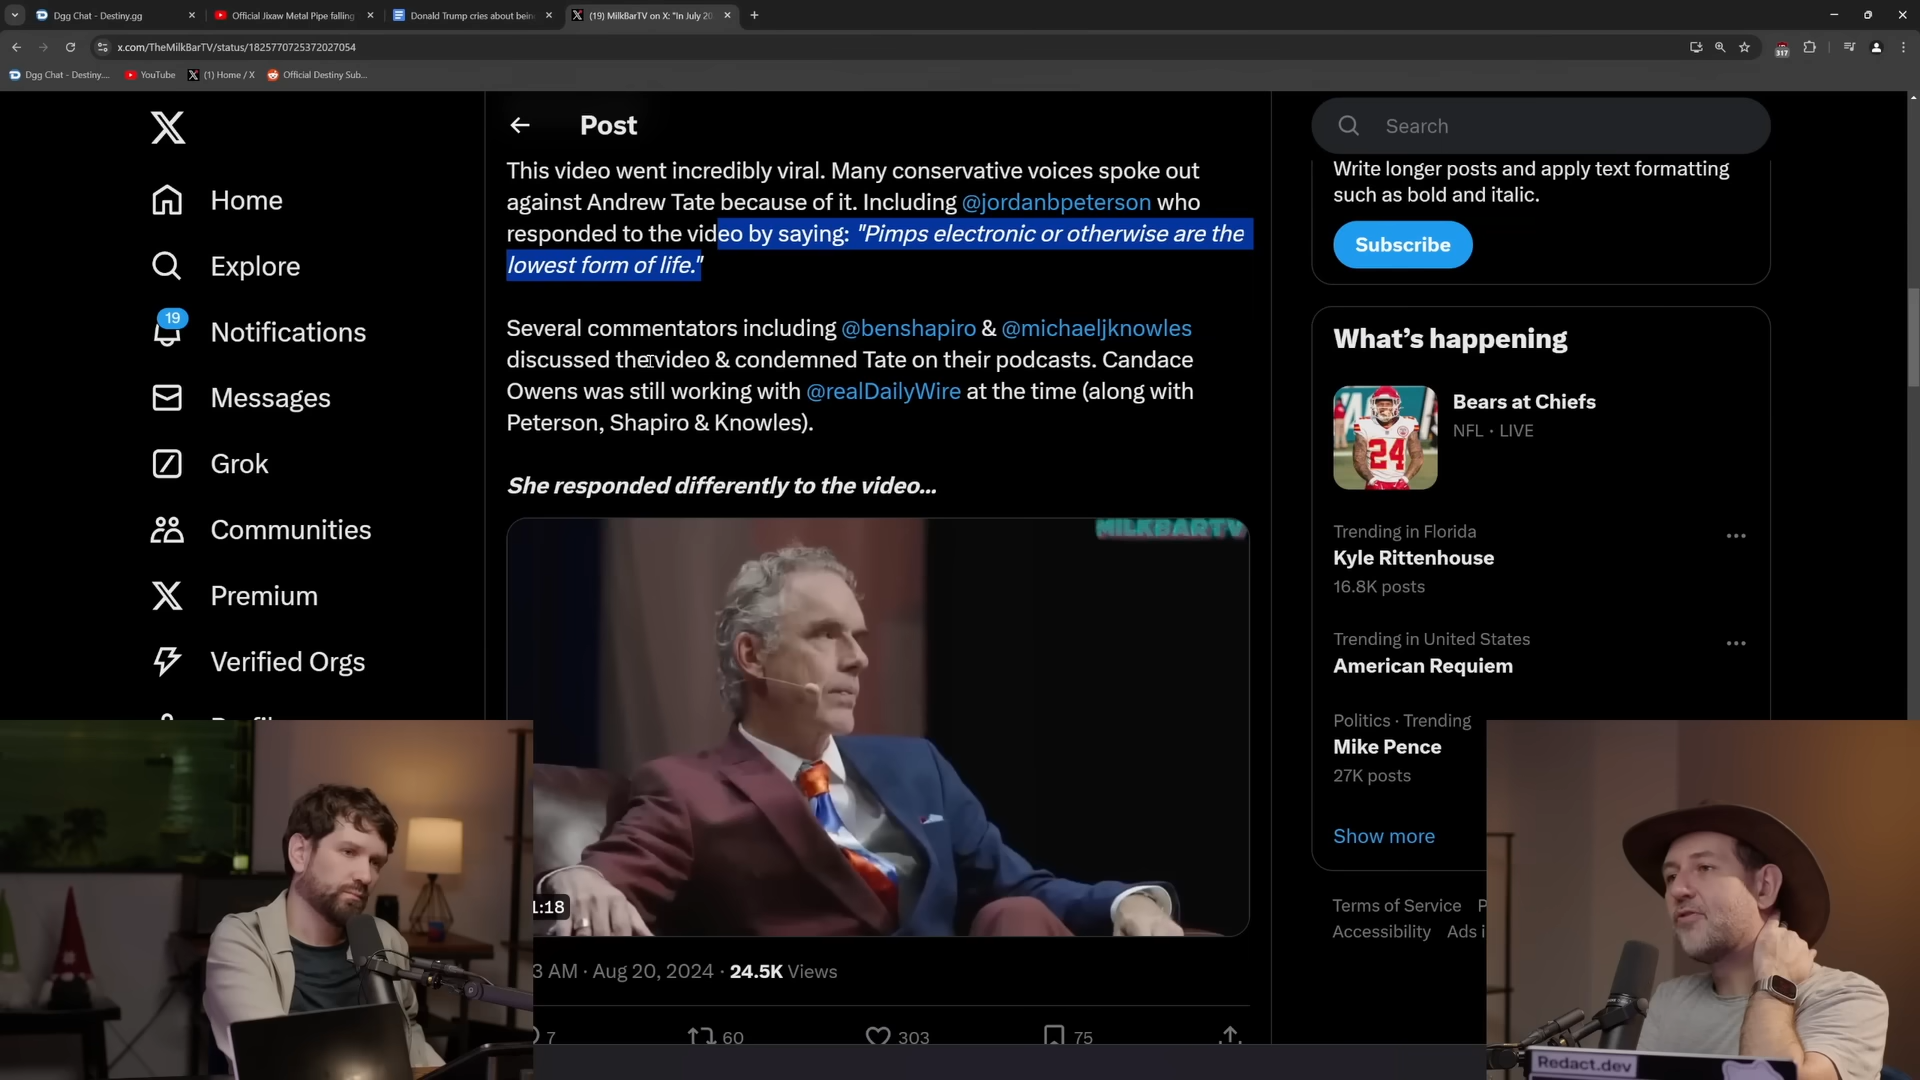 Dgg Chat - Destiny.gg
Official Jixaw Metal Pipe falling
Donald Trump cries about bein
(19) MilkBarTV on X: "In July 20
x.com/TheMilkBarTV/status/1825770725372027054
317
Dgg Chat - Destiny....
YouTube
(1) Home / X
Official Destiny Sub...
Home
Explore
19
Notifications
Messages
Grok
Communities
Premium
Verified Orgs
Post
This video went incredibly viral. Many conservative voices spoke out
against Andrew Tate because of it. Including @jordanbpeterson who
responded to the video by saying: "Pimps electronic or otherwise are the
lowest form of life."
Several commentators including @benshapiro & @michaeljknowles
discussed the video & condemned Tate on their podcasts. Candace
Owens was still working with @realDailyWire at the time (along with
Peterson, Shapiro & Knowles).
She responded differently to the video...
MILKBARTV
1:18
3 AM · Aug 20, 2024 · 24.5K Views
7
60
303
75
Search
Write longer posts and apply text formatting
such as bold and italic.
Subscribe
What's happening
Bears at Chiefs
NFL · LIVE
Trending in Florida
Kyle Rittenhouse
16.8K posts
Trending in United States
American Requiem
Politics · Trending
Mike Pence
27K posts
Show more
Terms of Service
Accessibility Ads i
Redact.dev